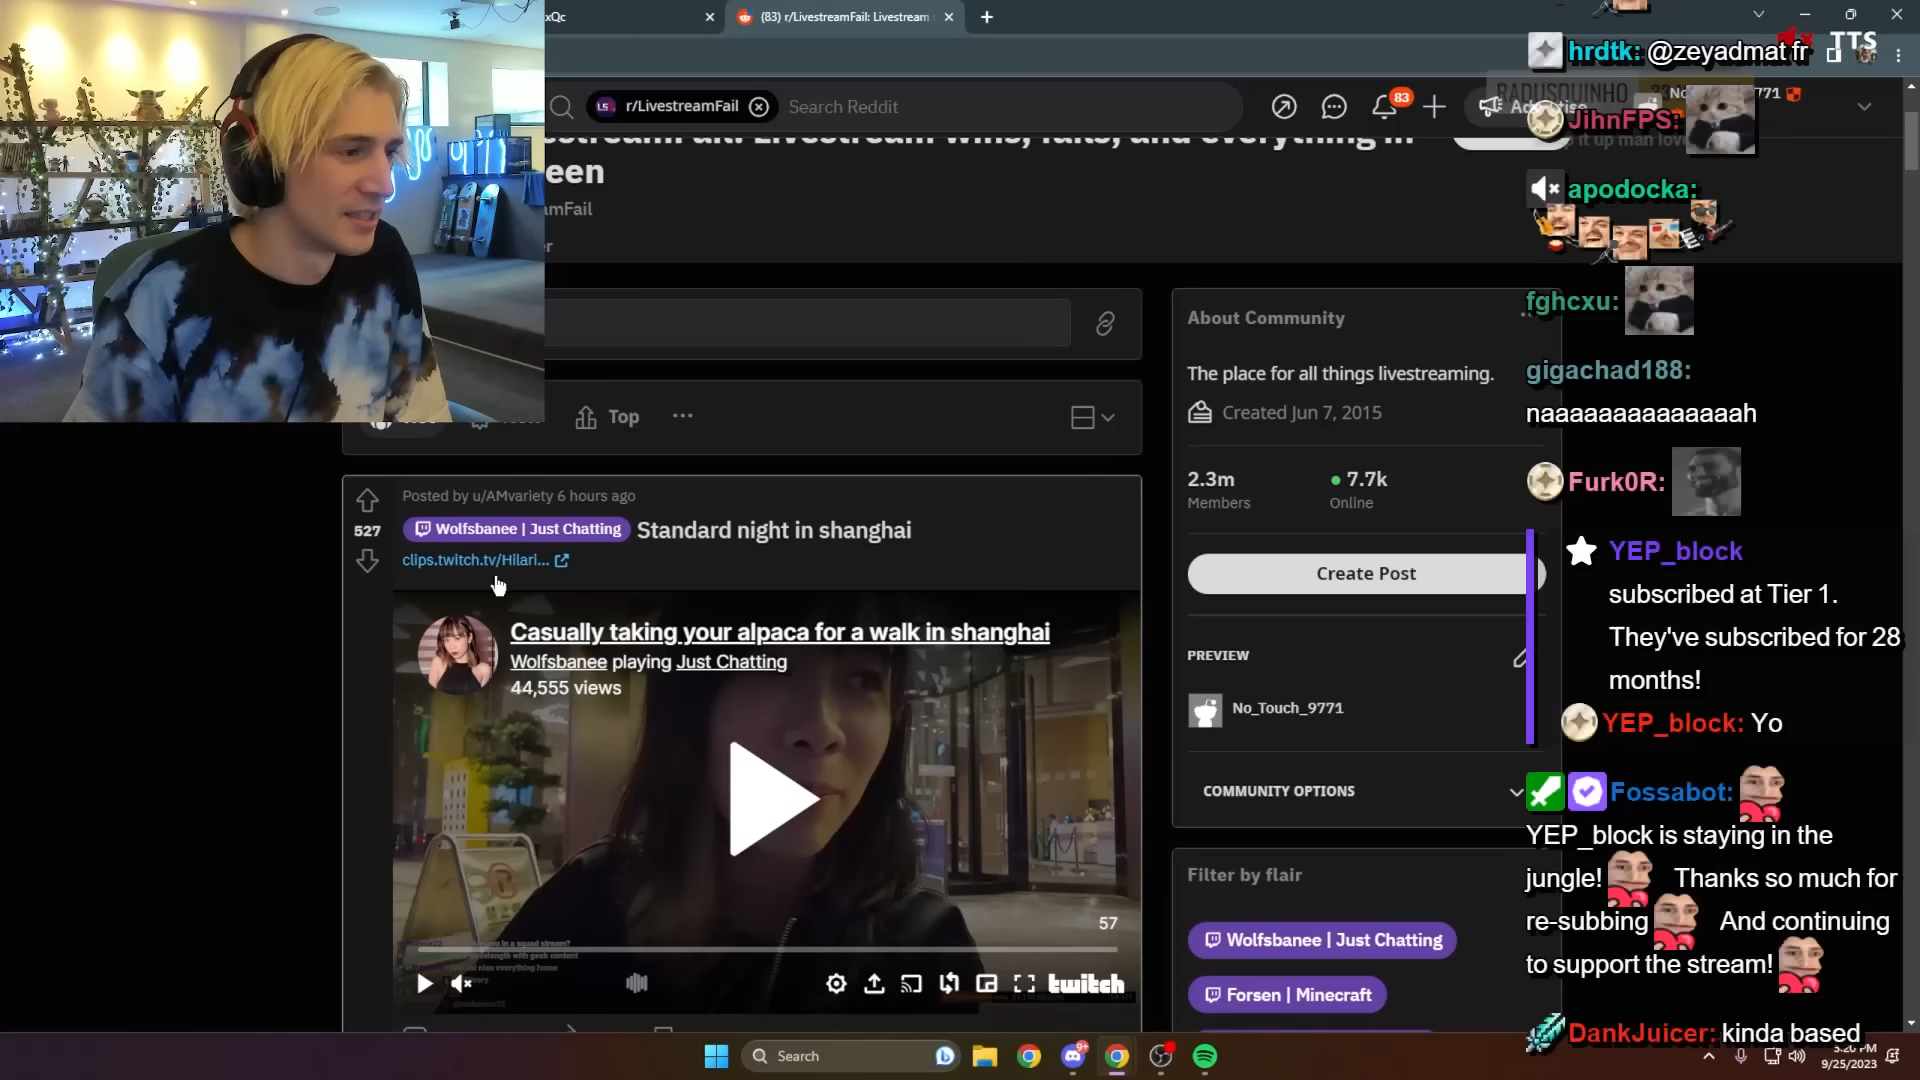 xQc
(83) r/LivestreamFail: Livestream
TTS
r/LivestreamFail
Search Reddit
83
een
amFail
Top
Posted by u/AMvariety 6 hours ago
527
Wolfsbanee | Just Chatting
Standard night in shanghai
clips.twitch.tv/Hilari...
Casually taking your alpaca for a walk in shanghai
Wolfsbanee playing Just Chatting
44,555 views
57
twitch
About Community
The place for all things livestreaming.
Created Jun 7, 2015
2.3m
Members
7.7k
Online
Create Post
PREVIEW
No_Touch_9771
COMMUNITY OPTIONS
Filter by flair
Wolfsbanee | Just Chatting
Forsen | Minecraft
hrdtk: @zeyadmat fr
JihnFPS:
apodocka:
fghcxu:
gigachad188:
naaaaaaaaaaaaaah
Furk0R:
YEP_block
subscribed at Tier 1.
They've subscribed for 28
months!
YEP_block: Yo
Fossabot:
YEP_block is staying in the
jungle! Thanks so much for
re-subbing And continuing
to support the stream!
DankJuicer: kinda based
Search
9+
9/25/2023